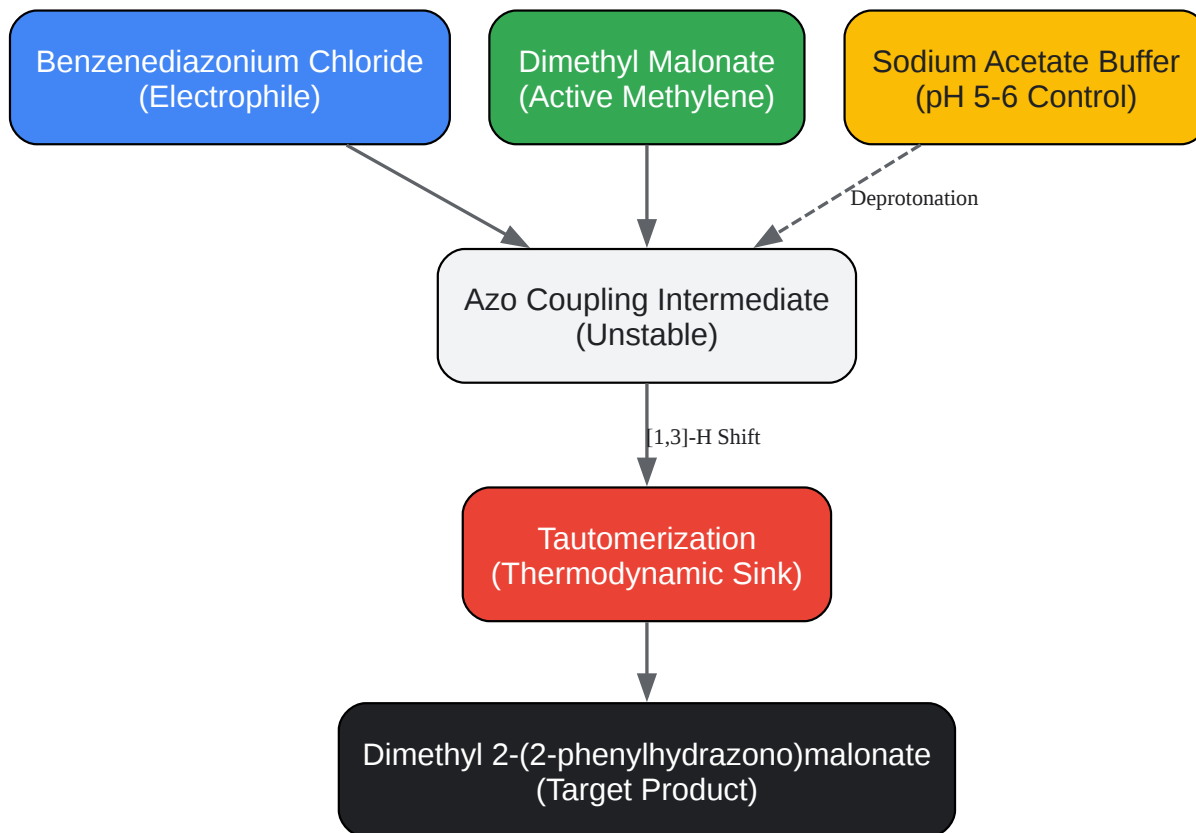 Benzenediazonium Chloride
(Electrophile)
Dimethyl Malonate
(Active Methylene)
Sodium Acetate Buffer
(pH 5-6 Control)
Deprotonation
Azo Coupling Intermediate
(Unstable)
[1,3]-H Shift
Tautomerization
(Thermodynamic Sink)
Dimethyl 2-(2-phenylhydrazono)malonate
(Target Product)